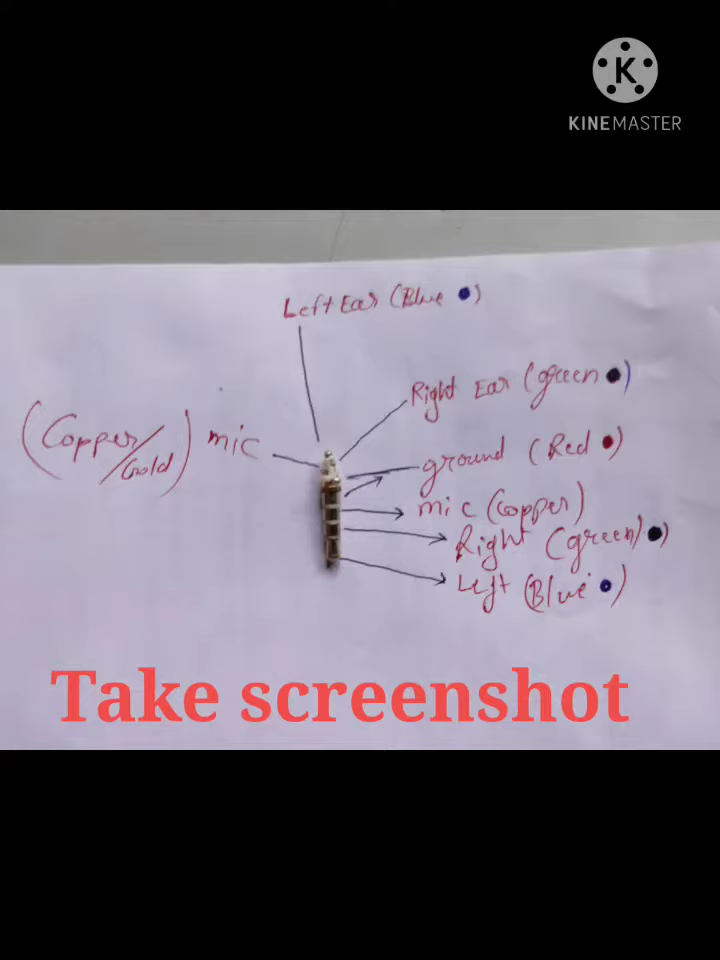 KINEMASTER
Left Ear (Blue )
Right Ear (green )
(Copper/Gold) mic
ground (Red )
mic (Copper)
Right (green)
Left (Blue )
Take screenshot